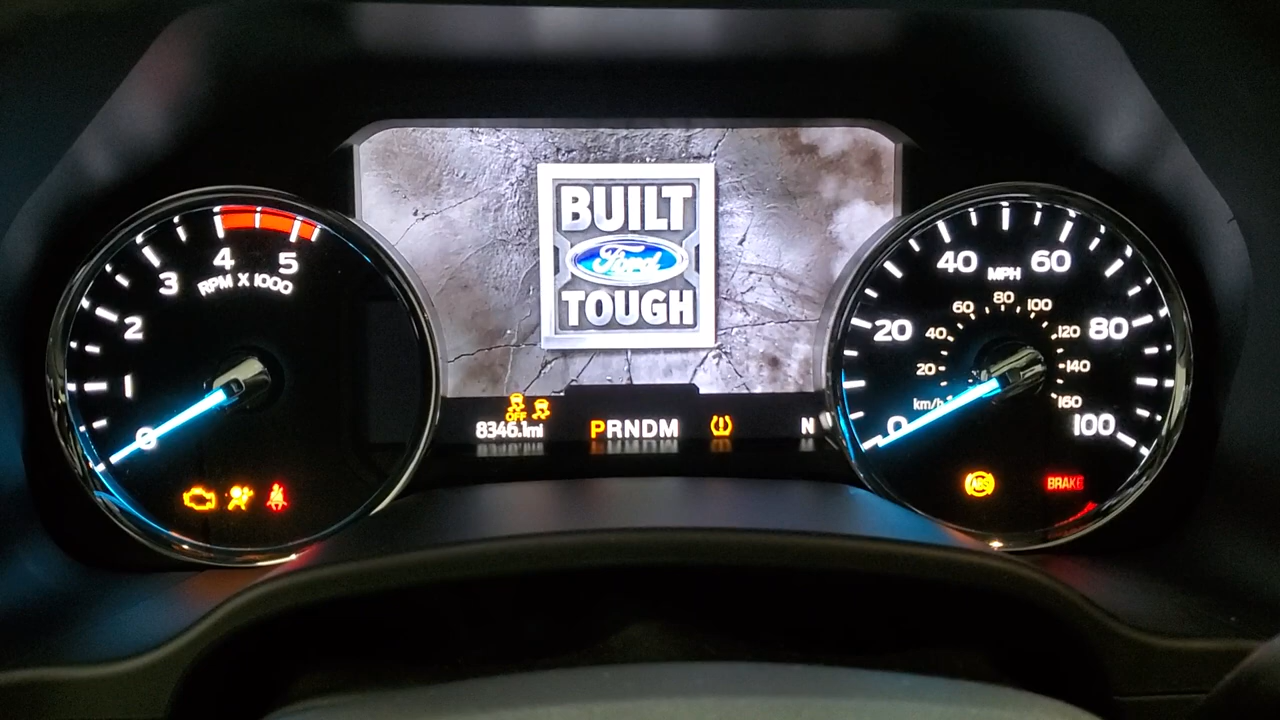 BUILT
Ford
TOUGH
4 5
3
RPM X 1000
2
1
0
40 MPH 60
60 80 100
20 40 120 80
20 140
km/h 160
0 100
OFF
8346.1mi PRNDM N
ABS BRAKE